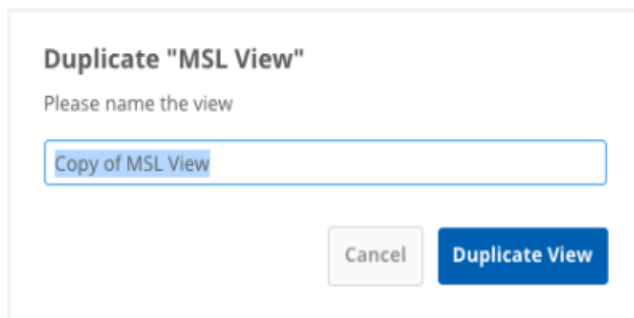 Duplicate "MSL View"
Please name the view
Copy of MSL View
Cancel
Duplicate View